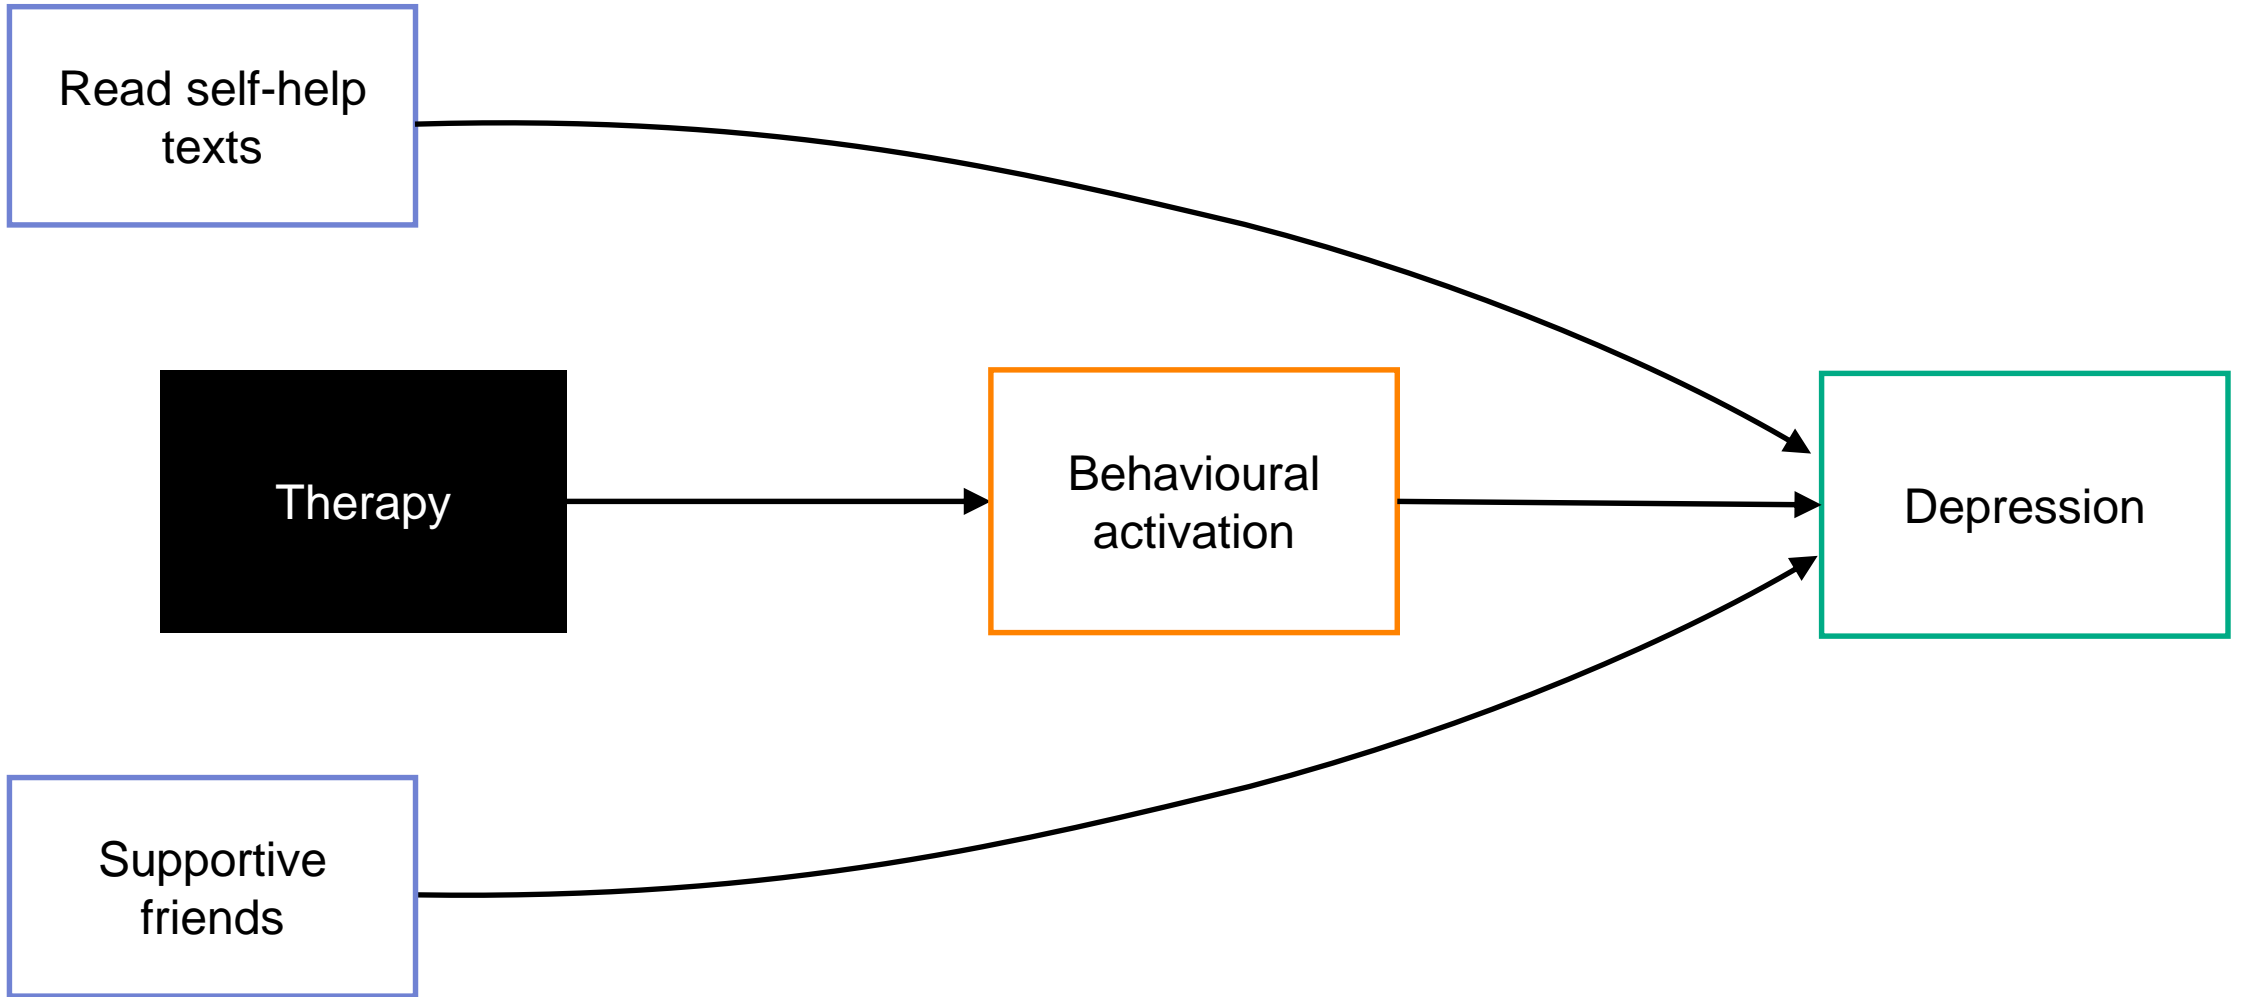 Read self-help
texts
Therapy
Behavioural
activation
Depression
Supportive
friends